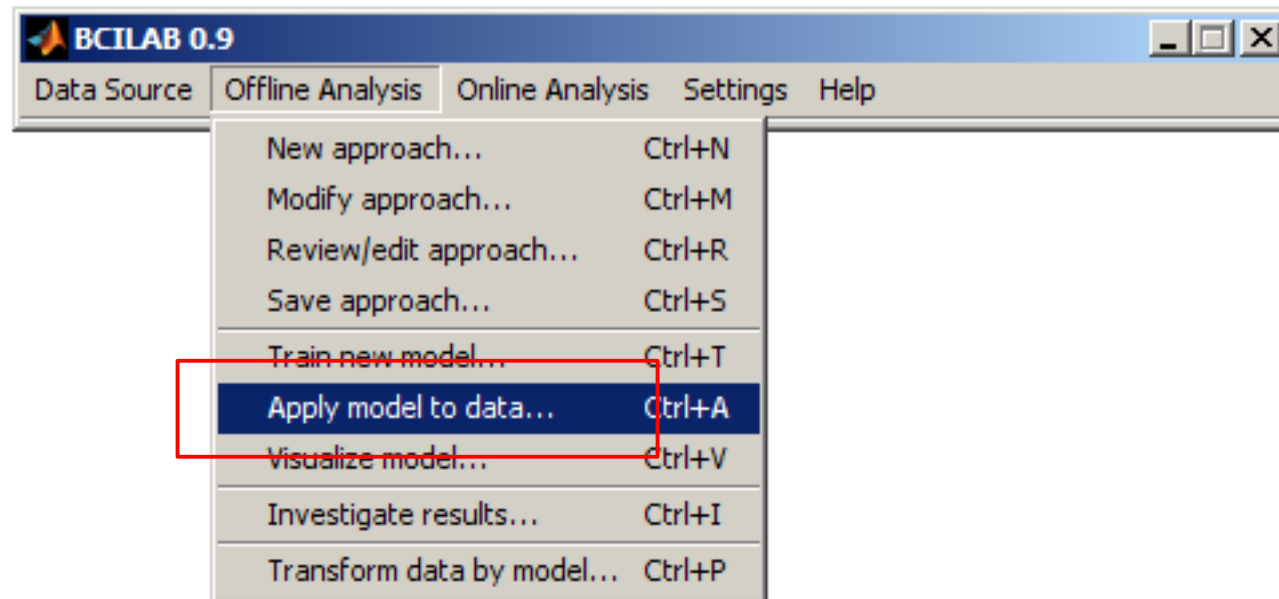 BCILAB 0.9
Data Source Offline Analysis Online Analysis Settings Help
New approach... Ctrl+N
Modify approach... Ctrl+M
Review/edit approach... Ctrl+R
Save approach... Ctrl+S
Train new model... Ctrl+T
Apply model to data... Ctrl+A
Visualize model... Ctrl+V
Investigate results... Ctrl+I
Transform data by model... Ctrl+P